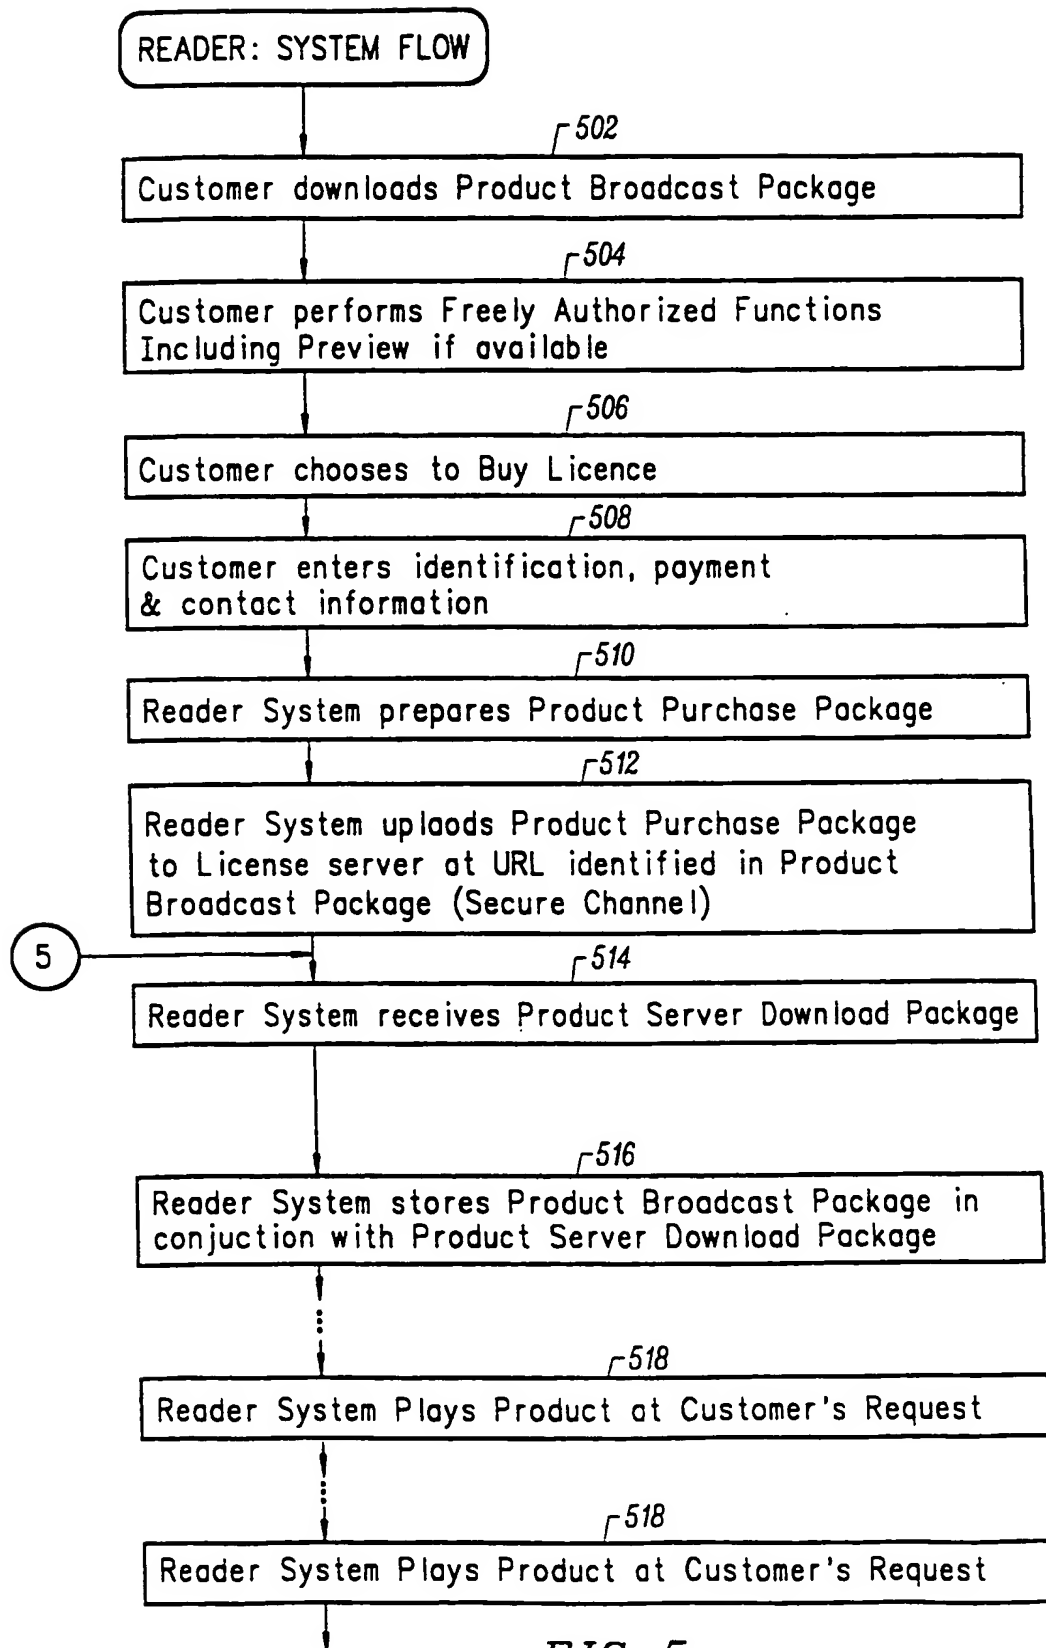 READER: SYSTEM FLOW
502
Customer downloads Product Broadcast Package
504
Customer performs Freely Authorized Functions
Including Preview if available
506
Customer chooses to Buy Licence
508
Customer enters identification, payment
& contact information
510
Reader System prepares Product Purchase Package
512
Reader System uplaods Product Purchase Package
to License server at URL identified in Product
Broadcast Package (Secure Channel)
5
514
Reader System receives Product Server Download Package
516
Reader System stores Product Broadcast Package in
conjuction with Product Server Download Package
518
Reader System Plays Product at Customer's Request
518
Reader System Plays Product at Customer's Request
FIG. 5